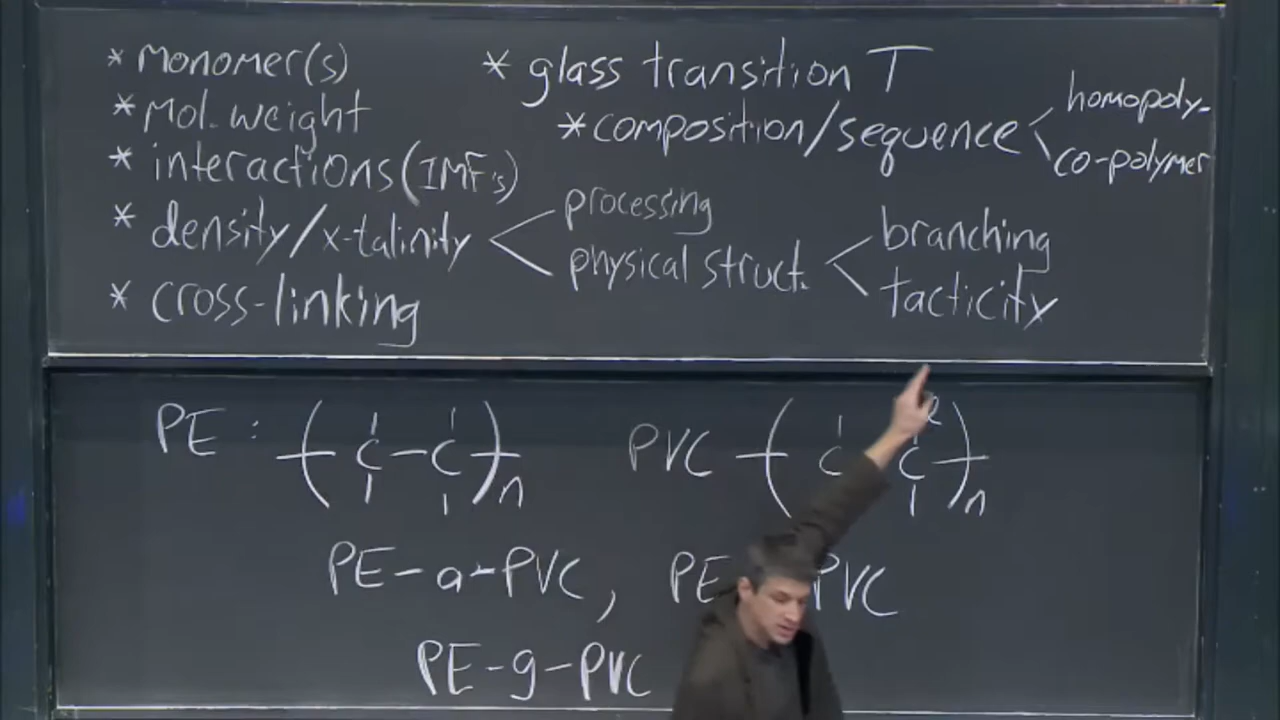 * monomer(s)
* mol. weight
* interactions (IMF's)
* density/x-talinity
processing
physical struct.
branching
tacticity
* cross-linking
* glass transition T
* composition/sequence
homopoly-
co-polymer
PE : ( C - C )n
PVC ( C C )n
PE-a-PVC, PE PVC
PE-g-PVC